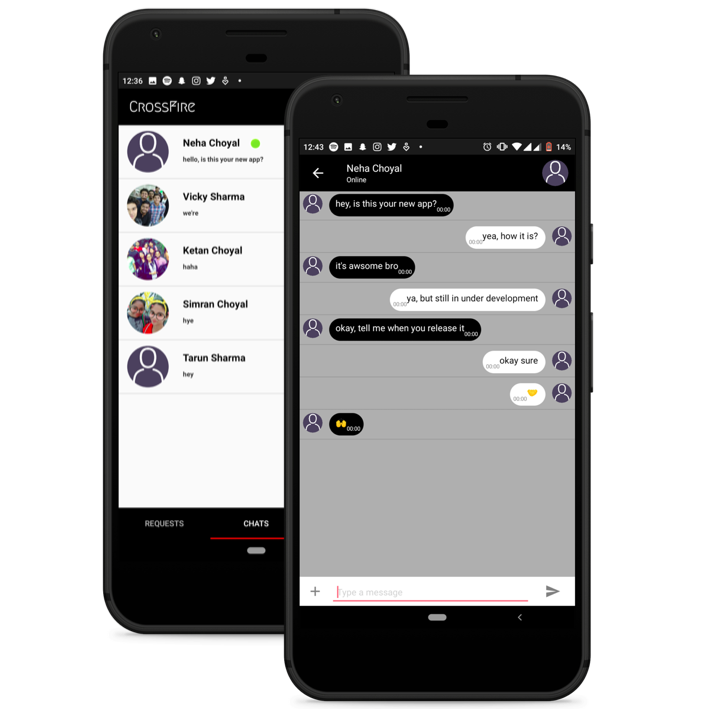 12:36
CROSSFIRE
Neha Choyal
hello, is this your new app?
Vicky Sharma
we're
Ketan Choyal
haha
Simran Choyal
hye
Tarun Sharma
hey
REQUESTS
CHATS
12:43
14%
Neha Choyal
Online
hey, is this your new app?
00:00
yea, how it is?
00:00
it's awsome bro
00:00
ya, but still in under development
00:00
okay, tell me when you release it
00:00
okay sure
00:00
00:00
00:00
Type a message